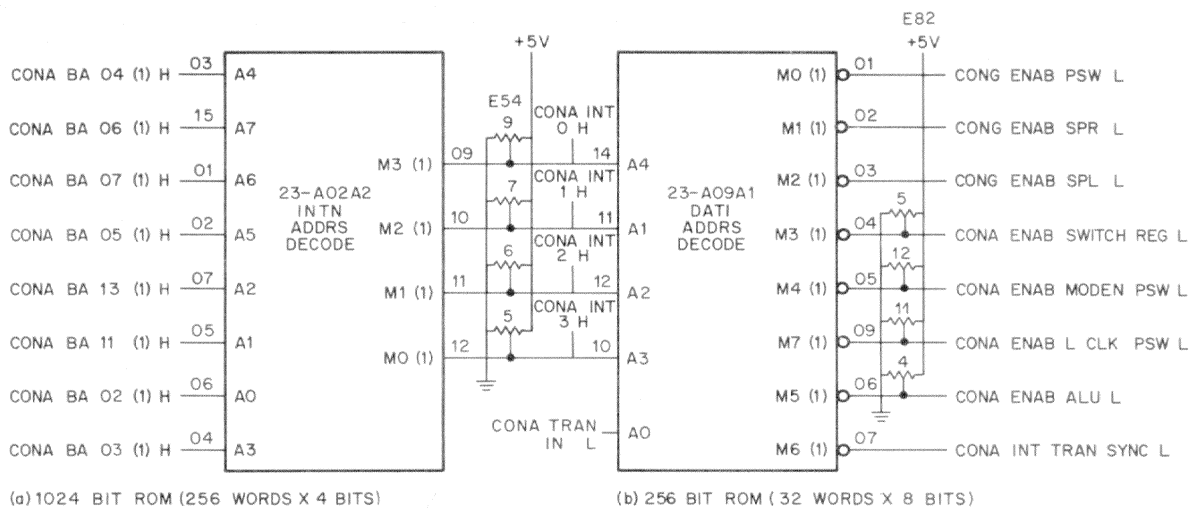 E82
+5V
+5V
CONA BA 04 (1) H 03 A4
CONA BA 06 (1) H 15 A7
CONA BA 07 (1) H 01 A6
CONA BA 05 (1) H 02 A5
CONA BA 13 (1) H 07 A2
CONA BA 11 (1) H 05 A1
CONA BA 02 (1) H 06 A0
CONA BA 03 (1) H 04 A3
23-A02A2
INTN
ADDRS
DECODE
M3 (1) 09
M2 (1) 10
M1 (1) 11
M0 (1) 12
E54
9
7
6
5
CONA INT
0 H
CONA INT
1 H
CONA INT
2 H
CONA INT
3 H
CONA TRAN
IN L
14 A4
11 A1
12 A2
10 A3
A0
23-A09A1
DATI
ADDRS
DECODE
M0 (1) 01 CONG ENAB PSW L
M1 (1) 02 CONG ENAB SPR L
M2 (1) 03 CONG ENAB SPL L
5
M3 (1) 04 CONA ENAB SWITCH REG L
12
M4 (1) 05 CONA ENAB MODEN PSW L
11
M7 (1) 09 CONA ENAB L CLK PSW L
4
M5 (1) 06 CONA ENAB ALU L
M6 (1) 07 CONA INT TRAN SYNC L
(a) 1024 BIT ROM (256 WORDS X 4 BITS)
(b) 256 BIT ROM (32 WORDS X 8 BITS)